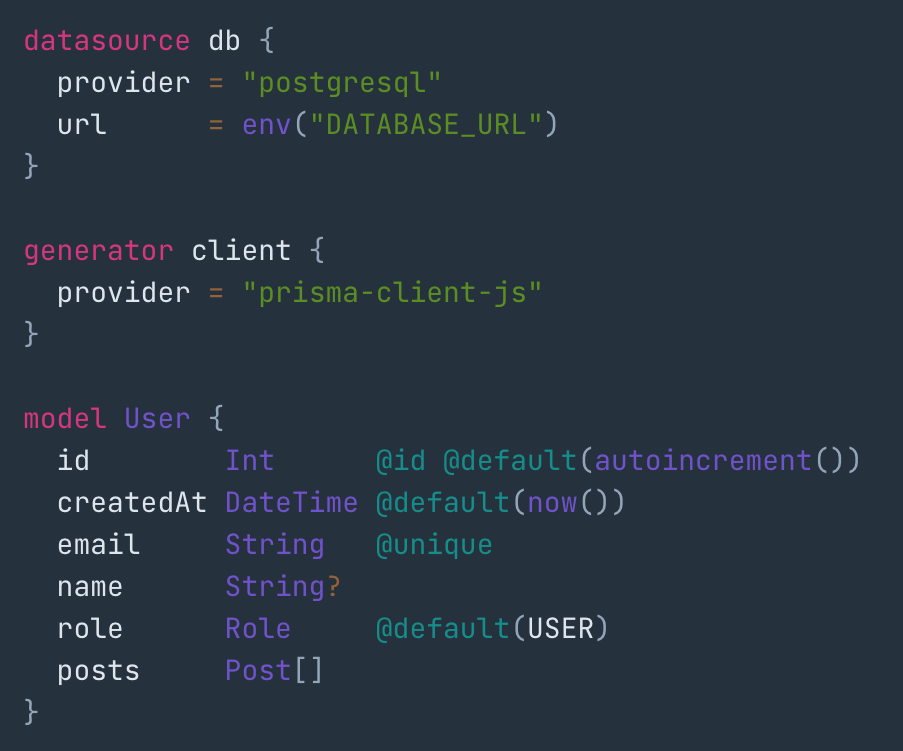 datasource db {
  provider = "postgresql"
  url      = env("DATABASE_URL")
}

generator client {
  provider = "prisma-client-js"
}

model User {
  id        Int      @id @default(autoincrement())
  createdAt DateTime @default(now())
  email     String   @unique
  name      String?
  role      Role     @default(USER)
  posts     Post[]
}